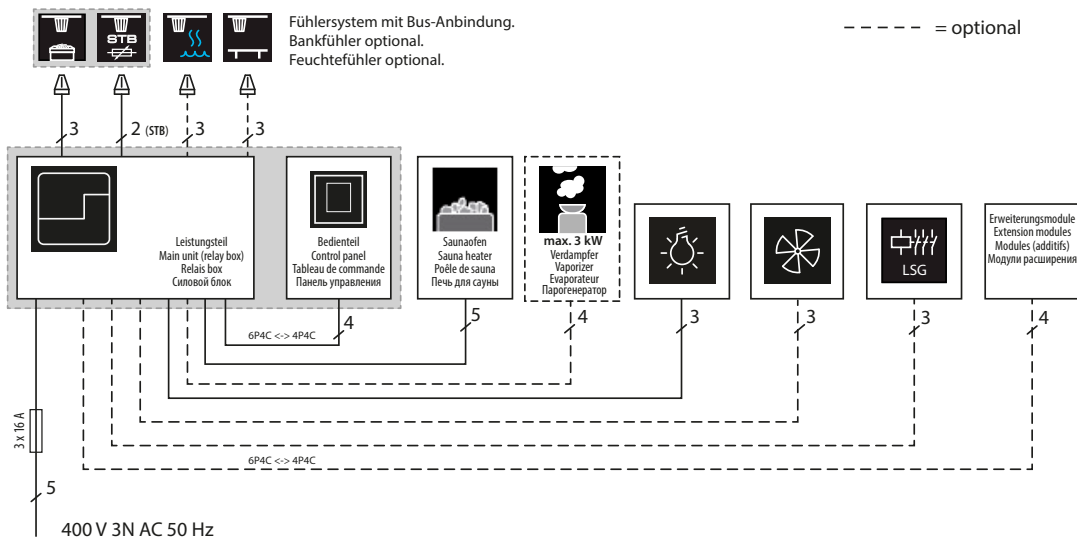 Fühlersystem mit Bus-Anbindung.
Bankfühler optional.
Feuchtefühler optional.
= optional
STB
3
2 (STB)
3
3
Leistungsteil
Main unit (relay box)
Relais box
Силовой блок
Bedienteil
Control panel
Tableau de commande
Панель управления
Saunaofen
Sauna heater
Poêle de sauna
Печь для сауны
max. 3 kW
Verdampfer
Vaporizer
Evaporateur
Парогенератор
LSG
Erweiterungsmodule
Extension modules
Modules (additifs)
Модули расширения
4
5
4
3
3
3
4
6P4C <-> 4P4C
3 x 16 A
6P4C <-> 4P4C
5
400 V 3N AC 50 Hz